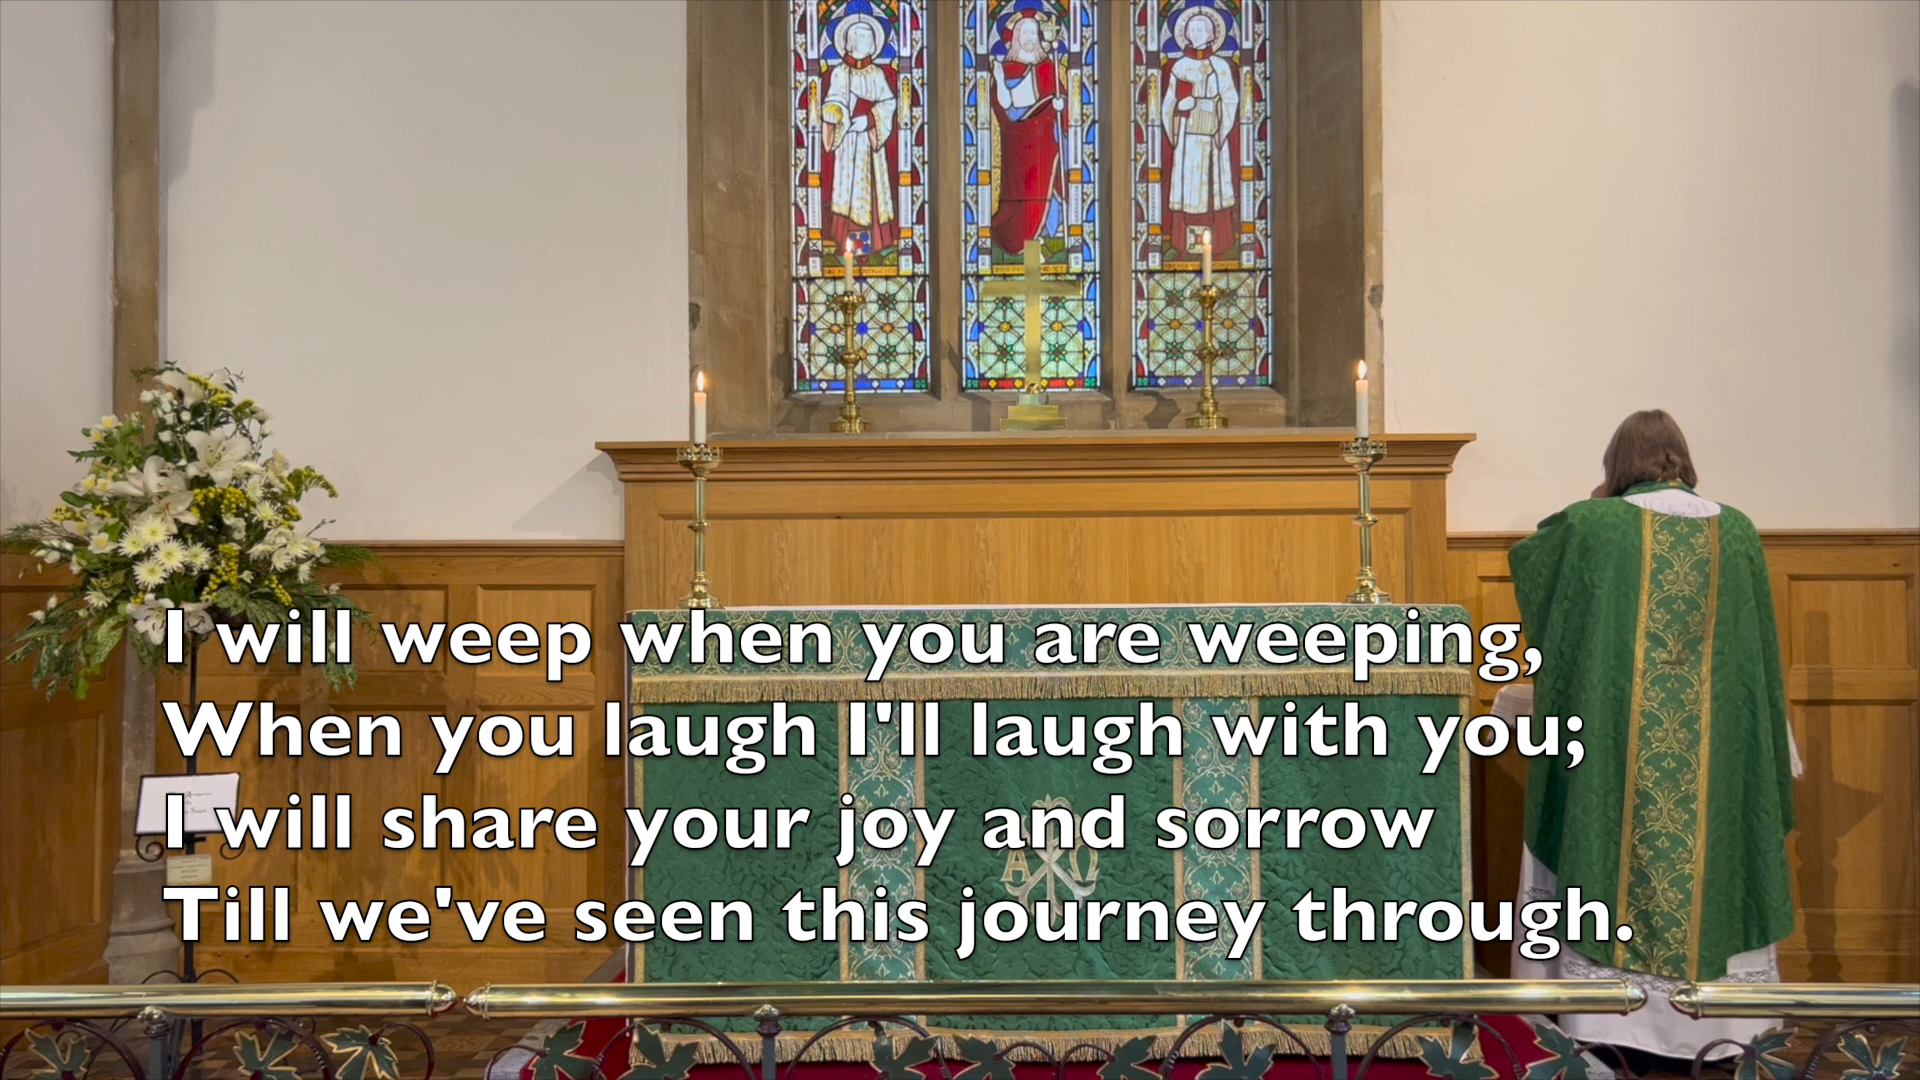 I will weep when you are weeping,
When you laugh I'll laugh with you;
I will share your joy and sorrow
Till we've seen this journey through.
Α Ω